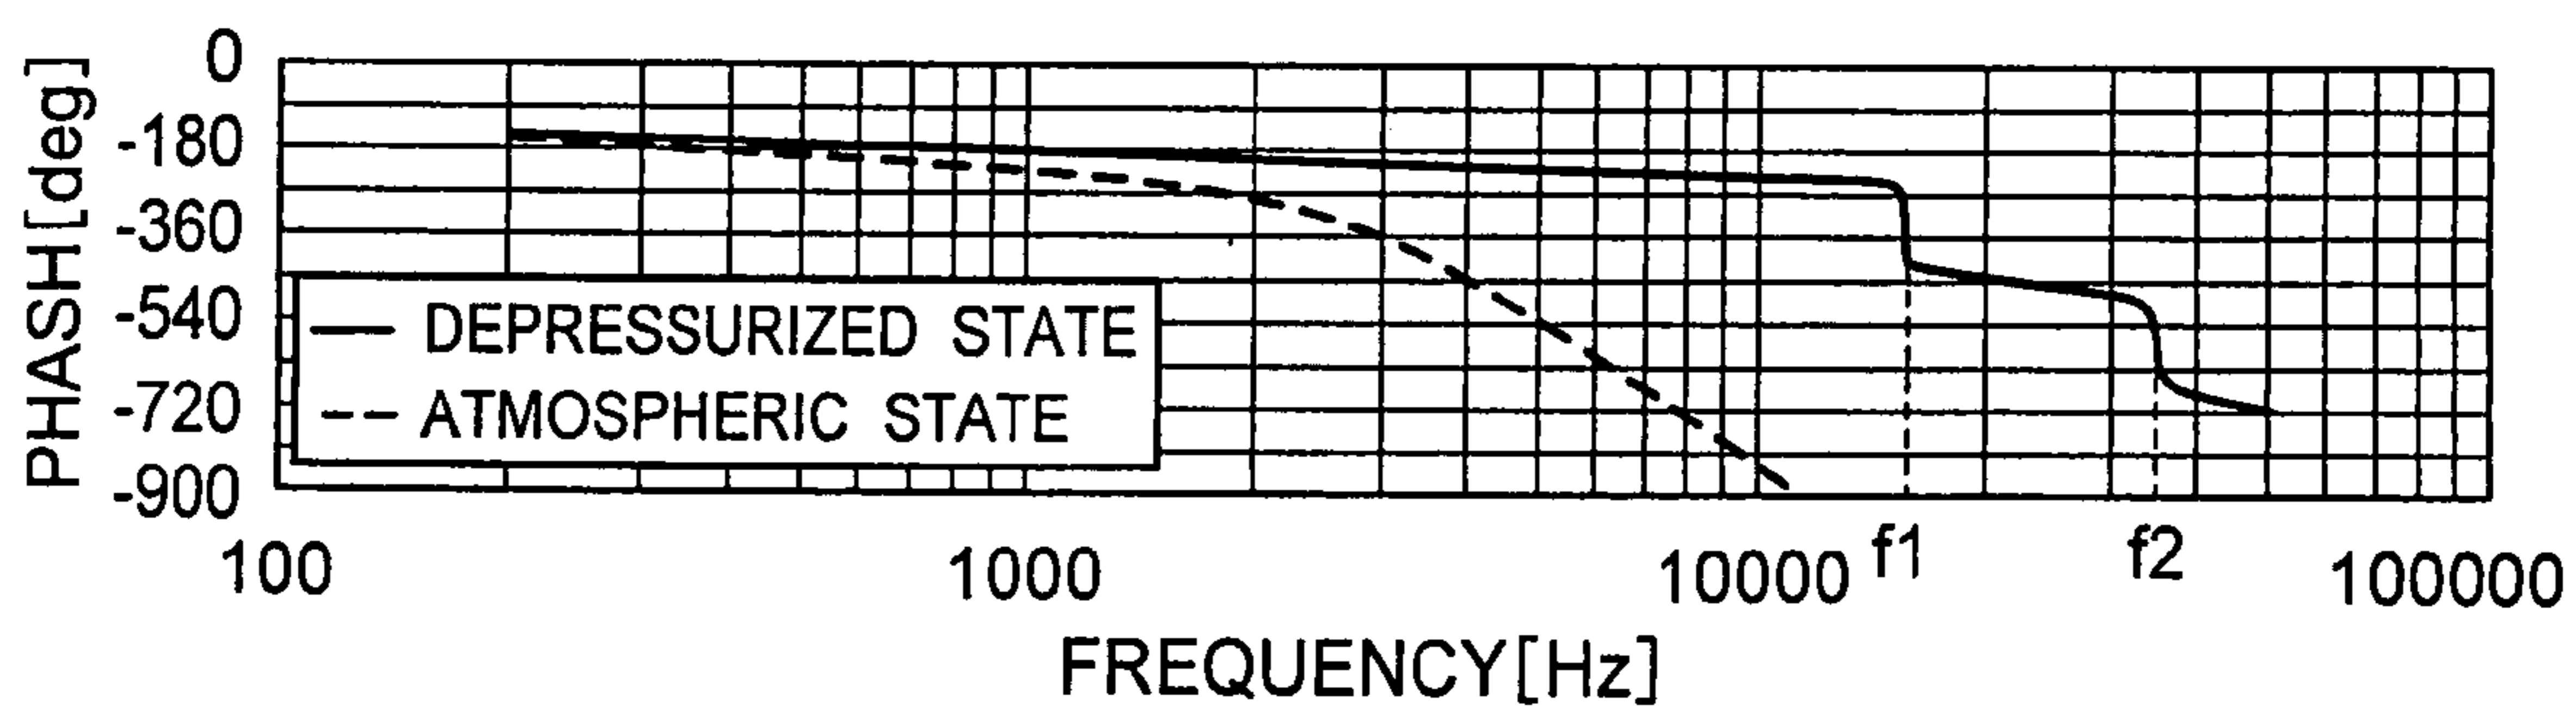 PHASH[deg]
0
-180
-360
-540
-720
-900
DEPRESSURIZED STATE
ATMOSPHERIC STATE
100
1000
10000
f1
f2
100000
FREQUENCY[Hz]